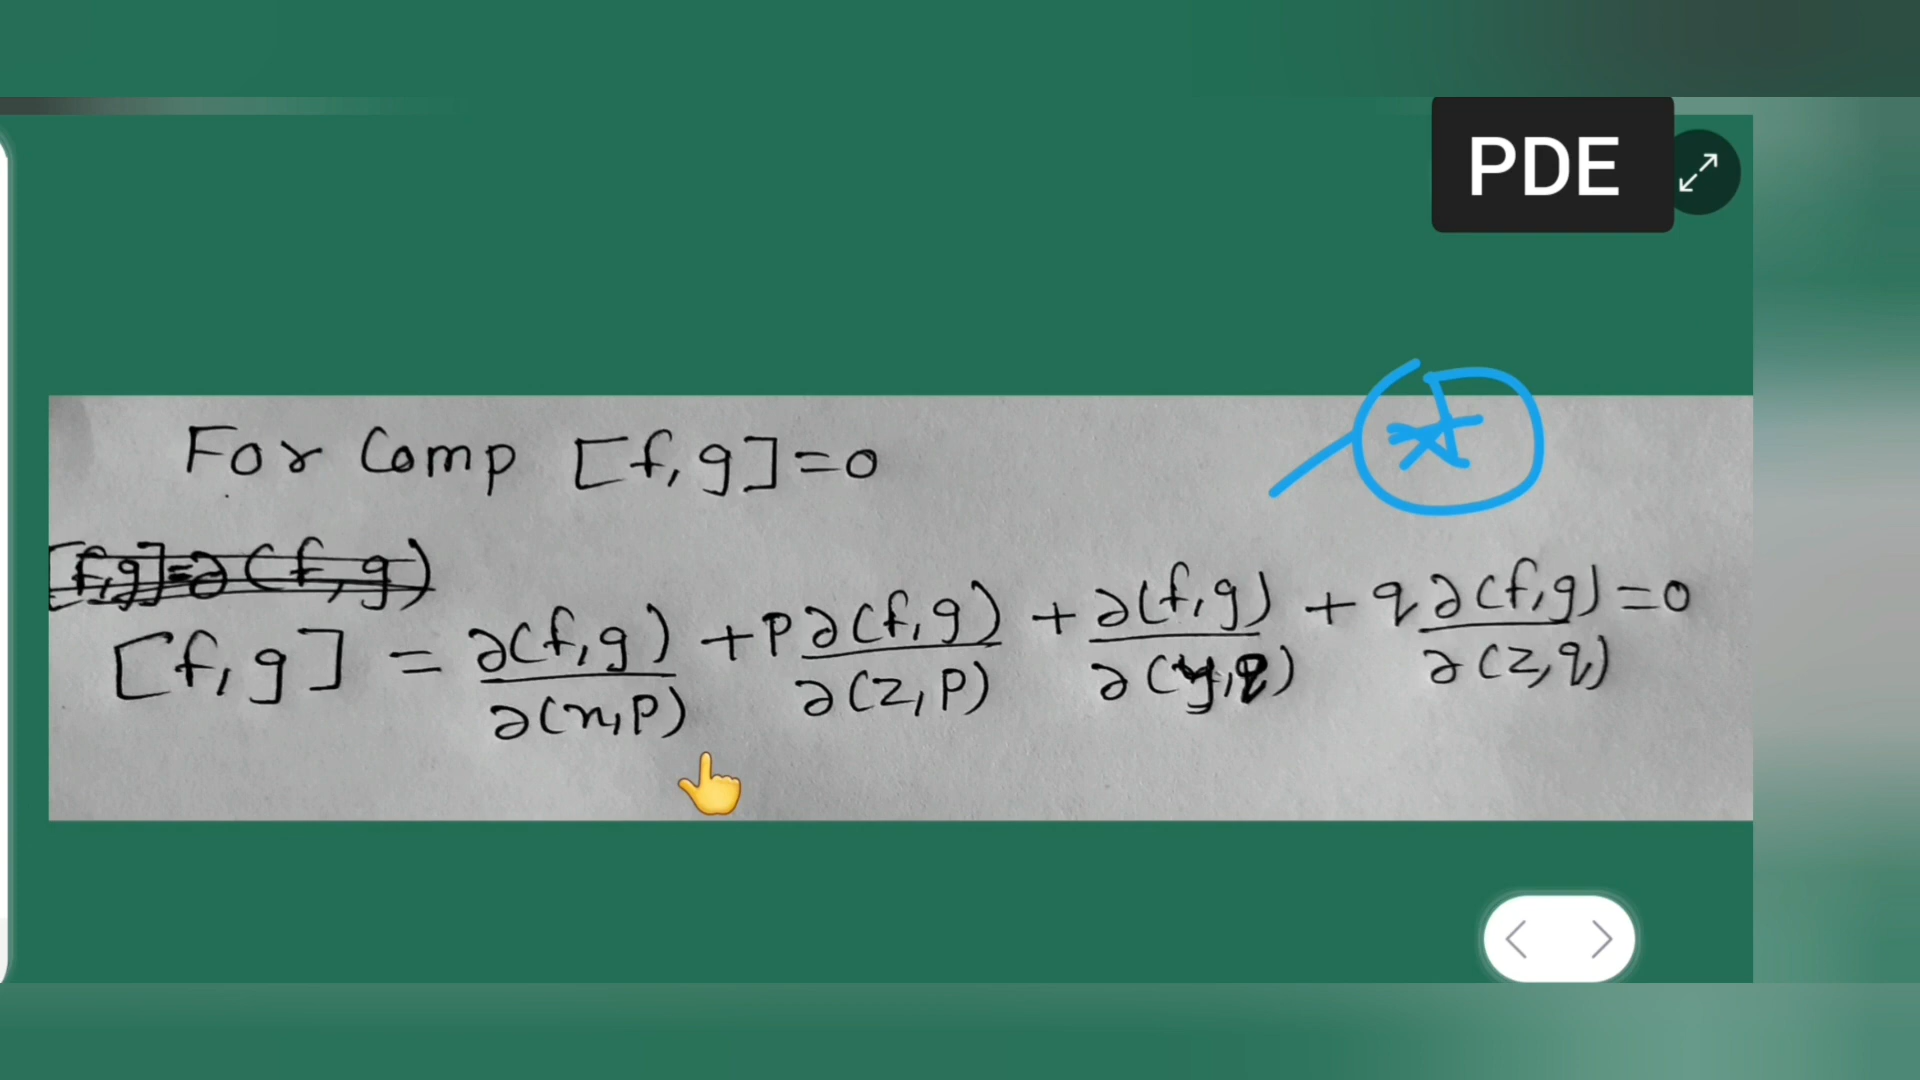 PDE
For Comp [f,g]=0
[f,g]=∂(f,g)
[f,g] = ∂(f,g)/∂(x,p) + p∂(f,g)/∂(z,p) + ∂(f,g)/∂(y,q) + q∂(f,g)/∂(z,q) =0